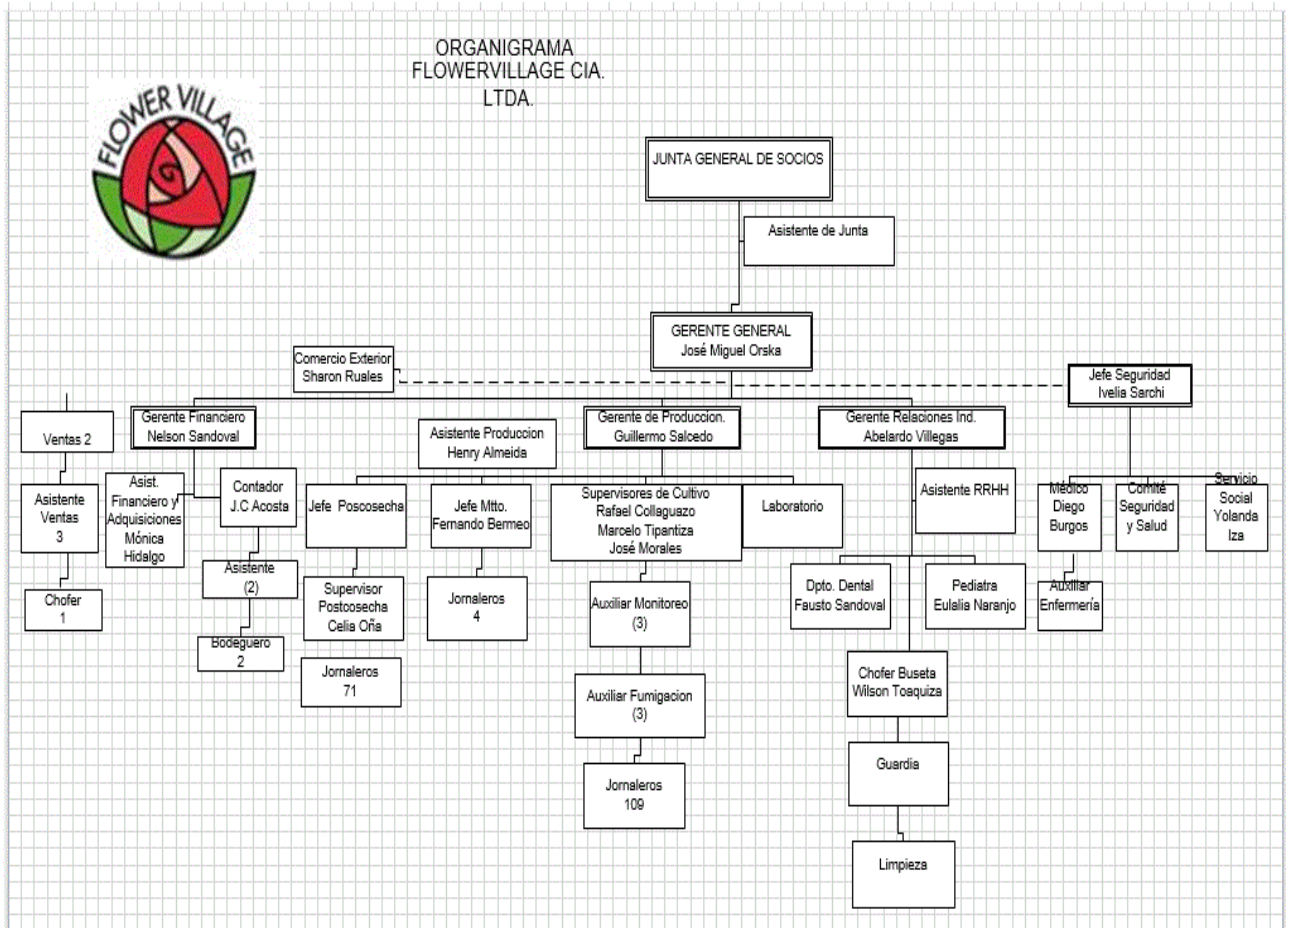 ORGANIGRAMA
FLOWERVILLAGE CIA.
LTDA.
FLOWER VILLAGE
JUNTA GENERAL DE SOCIOS
Asistente de Junta
GERENTE GENERAL
José Miguel Orska
Comercio Exterior
Sharon Ruales
Jefe Seguridad
Ivelia Sarchi
Ventas 2
Gerente Financiero
Nelson Sandoval
Asistente Produccion
Henry Almeida
Gerente de Produccion.
Guillermo Salcedo
Gerente Relaciones Ind.
Abelardo Villegas
Asistente
Ventas
3
Asist.
Financiero y
Adquisiciones
Mónica
Hidalgo
Contador
J.C Acosta
Jefe Poscosecha
Jefe Mtto.
Fernando Bermeo
Supervisores de Cultivo
Rafael Collaguazo
Marcelo Tipantiza
José Morales
Laboratorio
Asistente RRHH
Médico
Diego
Burgos
Comité
Seguridad
y Salud
Servicio
Social
Yolanda
Iza
Chofer
1
Asistente
(2)
Bodeguero
2
Supervisor
Postcosecha
Celia Oña
Jornaleros
71
Jornaleros
4
Auxiliar Monitoreo
(3)
Auxiliar Fumigacion
(3)
Jornaleros
109
Dpto. Dental
Fausto Sandoval
Pediatra
Eulalia Naranjo
Auxiliar
Enfermería
Chofer Buseta
Wilson Toaquiza
Guardia
Limpieza